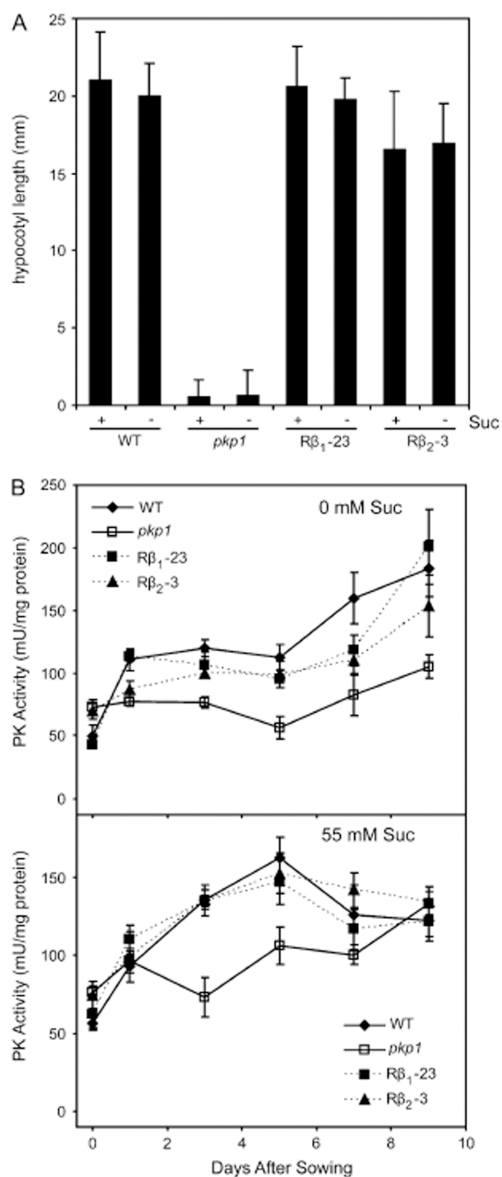 A
25
20
15
10
5
0
hypocotyl length (mm)
+ - + - + - + - Suc
WT pkp1 Rβ1-23 Rβ2-3
B
250
200
150
100
50
0
PK Activity (mU/mg protein)
WT
pkp1
Rβ1-23
Rβ2-3
0 mM Suc
150
100
50
0
PK Activity (mU/mg protein)
55 mM Suc
WT
pkp1
Rβ1-23
Rβ2-3
0 2 4 6 8 10
Days After Sowing